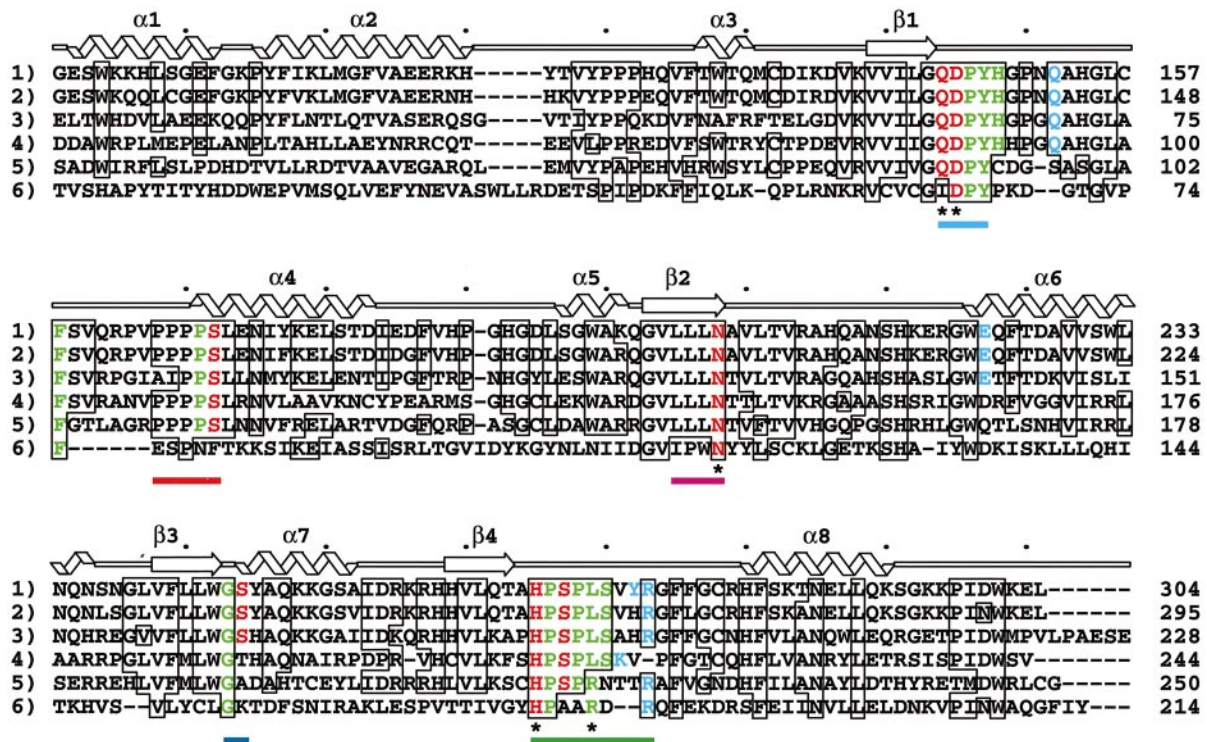 α1 α2 α3 β1
1) GESWKKHLSGEFGKPYFIKLMGFVAEERKH-----YTVYPPPHQVFTWTQMCDIKDVKVVILGQDPYHGPNQAHGLC 157
2) GESWKQQLCGEFGKPYFVKLMGFVAEERNH-----HKVYPPPEQVFTWTQMCDIRDVKVVILGQDPYHGPNQAHGLC 148
3) ELTWHDVLAEEKQQPYFLNTLQTVASERQSG----VTIYPPQKDVFNAFRFTELGDVKVVILGQDPYHGPGQAHGLA 75
4) DDAWRPLMEPELANPLTAHLLAEYNRRCQT-----EEVLPPREDVFSWTRYCTPDEVRVVILGQDPYHHPGQAHGLA 100
5) SADWIRFLSLPDHDTVLLRDTVAAVEGARQL----EMVYPAPEHVHRWSYLCPPEQVRVVIVGQDPYCDG-SASGLA 102
6) TVSHAPYTITYHDDWEPVMSQLVEFYNEVASWLLRDETSPIPDKFFIQLK-QPLRNKRVCVCGIDPYPKD--GTGVP 74
**
α4 α5 β2 α6
1) FSVQRPVPPPPSLENIYKELSTDIEDFVHP-GHGDLSGWAKQGVLLLNAVLTVRAHQANSHKERGWEQFTDAVVSWL 233
2) FSVQRPVPPPPSLENIYKELSTDIDGFVHP-GHGDLSGWARQGVLLLNAVLTVRAHQANSHKERGWEQFTDAVVSWL 224
3) FSVRPGIAIPPSLLNMYKELENTIPGFTRP-NHGYLESWARQGVLLLNTVLTVRAGQAHSHASLGWETFTDKVISLI 151
4) FSVRANVPPPPSLRNVLAAVKNCYPEARMS-GHGCLEKWARDGVLLLNTTLTVKRGAAASHSRIGWDRFVGGVIRRL 176
5) FGTLAGRPPPPSLNNVFRELARTVDGFQRP-ASGCLDAWARRGVLLLNTVFTVVHGQPGSHRHLGWQTLSNHVIRRL 178
6) F-------ESPNFTKKSIKEIASSISRLTGVIDYKGYNLNIIDGVIPWNYYLSCKLGETKSHA-IYWDKISKLLLQHI 144
*
β3 α7 β4 α8
1) NQNSNGLVFLLWGSYAQKKGSAIDRKRHHVLQTAHPSPLSVYRGFFGCRHFSKTNELLQKSGKKPIDWKEL------ 304
2) NQNLSGLVFLLWGSYAQKKGSVIDRKRHHVLQTAHPSPLSVHRGFLGCRHFSKANELLQKSGKKPINWKEL------ 295
3) NQHREGVVFLLWGSHAQKKGAIIDKQRHHVLKAPHPSPLSAHRGFFGCNHFVLANQWLEQRGETPIDWMPVLPAESE 228
4) AARRPGLVFMLWGTHAQNAIRPDPR-VHCVLKFSHPSPLSKV-PFGTCQHFLVANRYLETRSISPIDWSV------- 244
5) SERREHLVFMLWGADAHTCEYLIDRRRHLVLKSCHPSPRNTTRAFVGNDHFILANAYLDTHYRETMDWRLCG----- 250
6) TKHVS--VLYCLGKTDFSNIRAKLESPVTTIVGYHPAARD--RQFEKDRSFEIINVLLELDNKVPINWAQGFIY--- 214
* *